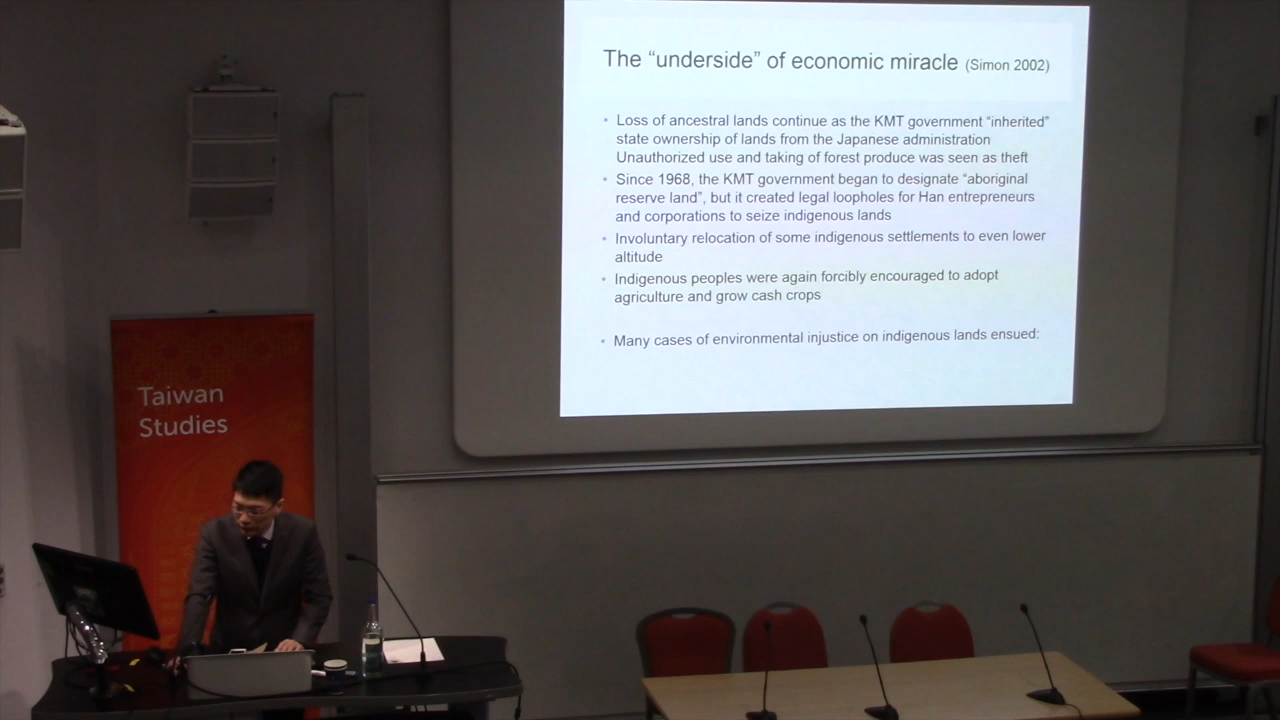 The “underside” of economic miracle (Simon 2002)
• Loss of ancestral lands continue as the KMT government “inherited”
state ownership of lands from the Japanese administration
Unauthorized use and taking of forest produce was seen as theft
• Since 1968, the KMT government began to designate “aboriginal
reserve land”, but it created legal loopholes for Han entrepreneurs
and corporations to seize indigenous lands
• Involuntary relocation of some indigenous settlements to even lower
altitude
• Indigenous peoples were again forcibly encouraged to adopt
agriculture and grow cash crops
• Many cases of environmental injustice on indigenous lands ensued:
Taiwan
Studies